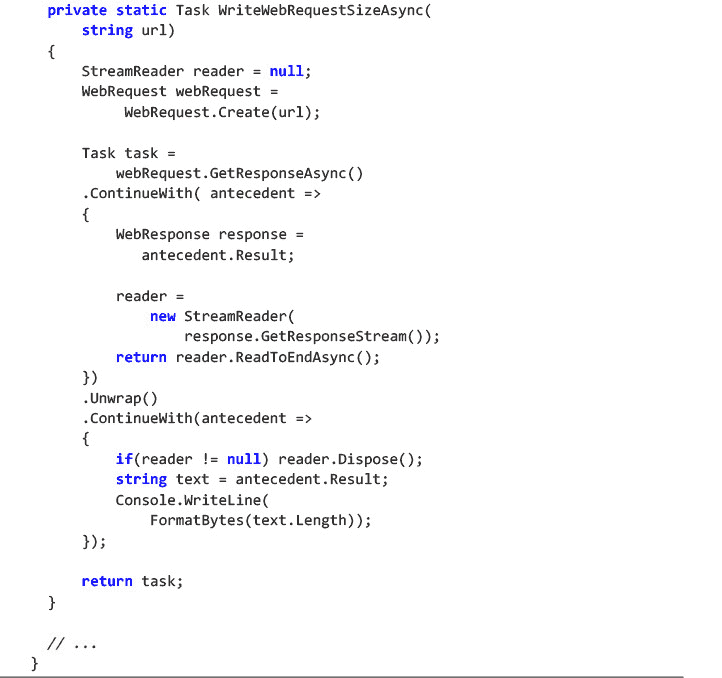 private static Task WriteWebRequestSizeAsync(
string url)
{
StreamReader reader = null;
WebRequest webRequest =
WebRequest.Create(url);
Task task =
webRequest.GetResponseAsync()
.ContinueWith( antecedent =>
{
WebResponse response =
antecedent.Result;
reader =
new StreamReader(
response.GetResponseStream());
return reader.ReadToEndAsync();
})
.Unwrap()
.ContinueWith(antecedent =>
{
if(reader != null) reader.Dispose();
string text = antecedent.Result;
Console.WriteLine(
FormatBytes(text.Length));
});
return task;
}
// ...
}